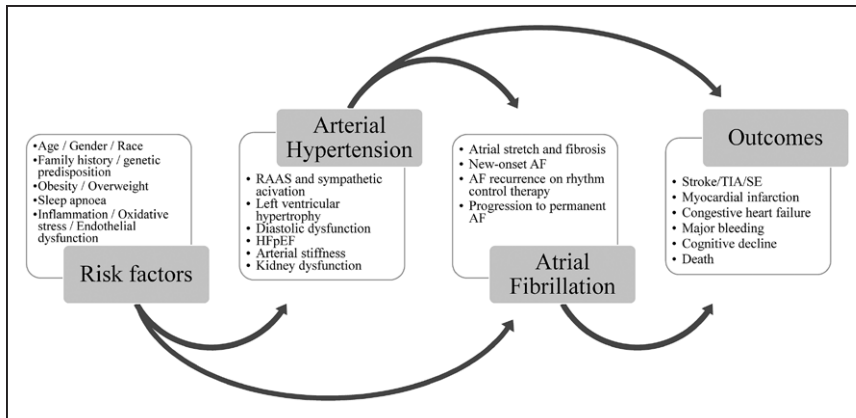 •Age / Gender / Race
•Family history / genetic
predisposition
•Obesity / Overweight
•Sleep apnoea
•Inflammation / Oxidative
stress / Endothelial
dysfunction
Risk factors
Arterial
Hypertension
• RAAS and sympathetic
acivation
• Left ventricular
hypertrophy
• Diastolic dysfunction
• HFpEF
• Arterial stiffness
• Kidney dysfunction
• Atrial stretch and fibrosis
• New-onset AF
• AF recurrence on rhythm
control therapy
• Progression to permanent
AF
Atrial
Fibrillation
Outcomes
• Stroke/TIA/SE
• Myocardial infarction
• Congestive heart failure
• Major bleeding
• Cognitive decline
• Death